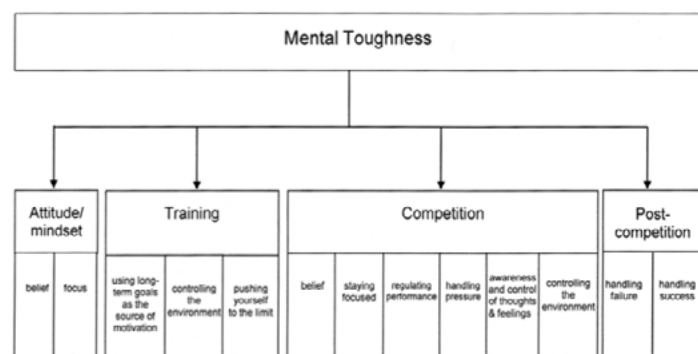 Mental Toughness
Attitude/
mindset
Training
Competition
Post-
competition
belief
focus
using long-
term goals
as the
source of
motivation
controlling
the
environment
pushing
yourself
to the limit
belief
staying
focused
regulating
performance
handling
pressure
awareness
and control
of thoughts
& feelings
controlling
the
environment
handling
failure
handling
success